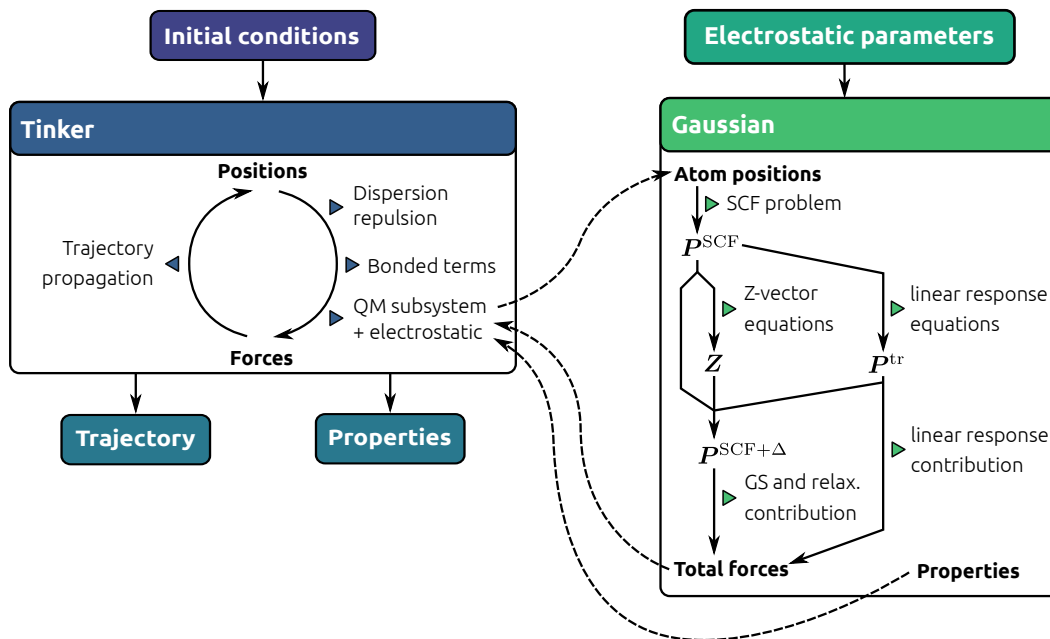 Initial conditions
Electrostatic parameters
Tinker
Positions
Dispersion
repulsion
Trajectory
propagation
Bonded terms
QM subsystem
+ electrostatic
Forces
Trajectory
Properties
Gaussian
Atom positions
SCF problem
P^SCF
Z-vector
equations
linear response
equations
Z
P^tr
P^SCF+Δ
linear response
contribution
GS and relax.
contribution
Total forces
Properties